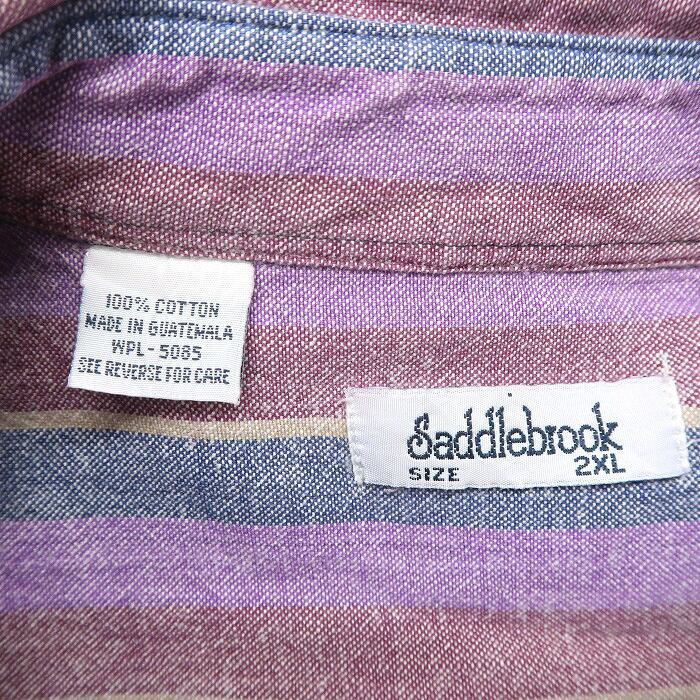 100% COTTON
MADE IN GUATEMALA
WPL-5085
SEE REVERSE FOR CARE
Saddlebrook
SIZE 2XL